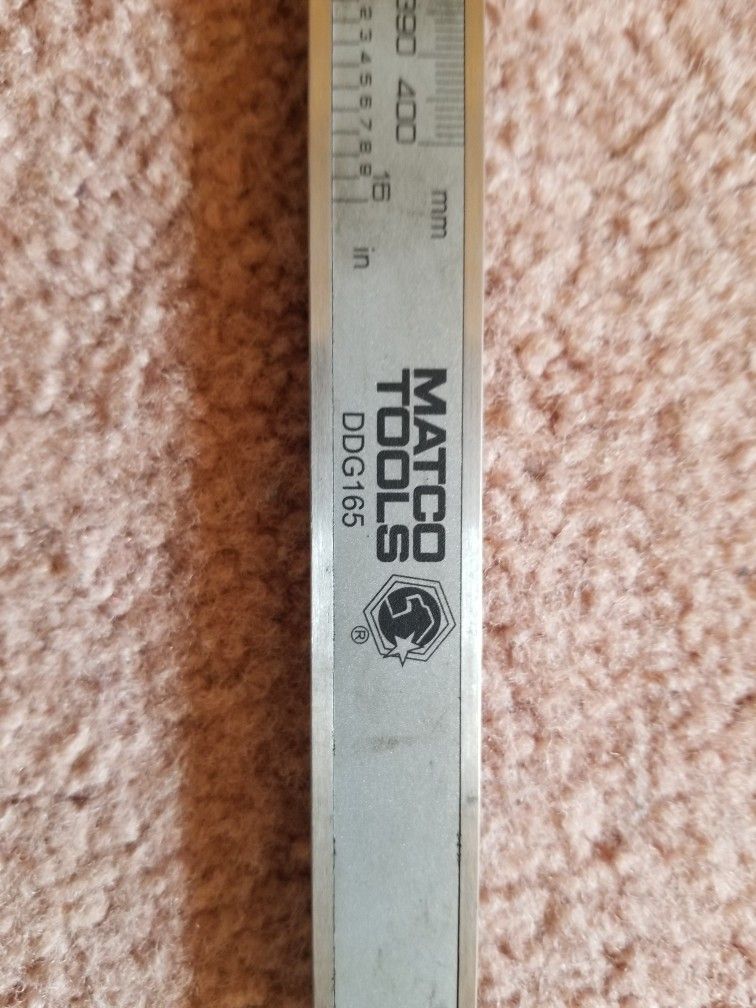 390 400
mm
2 3 4 5 6 7 8 9 16
in
MATCO
TOOLS
DDG165
®